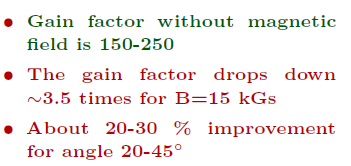 • Gain factor without magnetic
field is 150-250
• The gain factor drops down
~3.5 times for B=15 kGs
• About 20-30 % improvement
for angle 20-45°